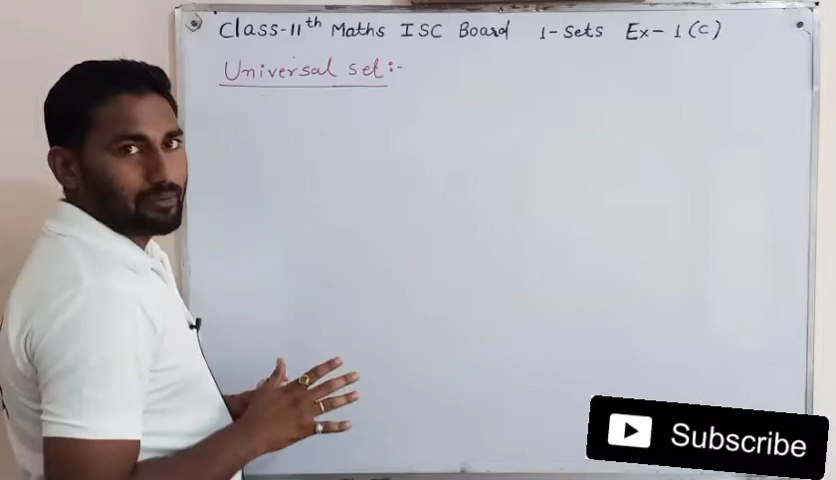 Class-11th Maths ISC Board 1-Sets Ex-1(c)
Universal set:-
Subscribe